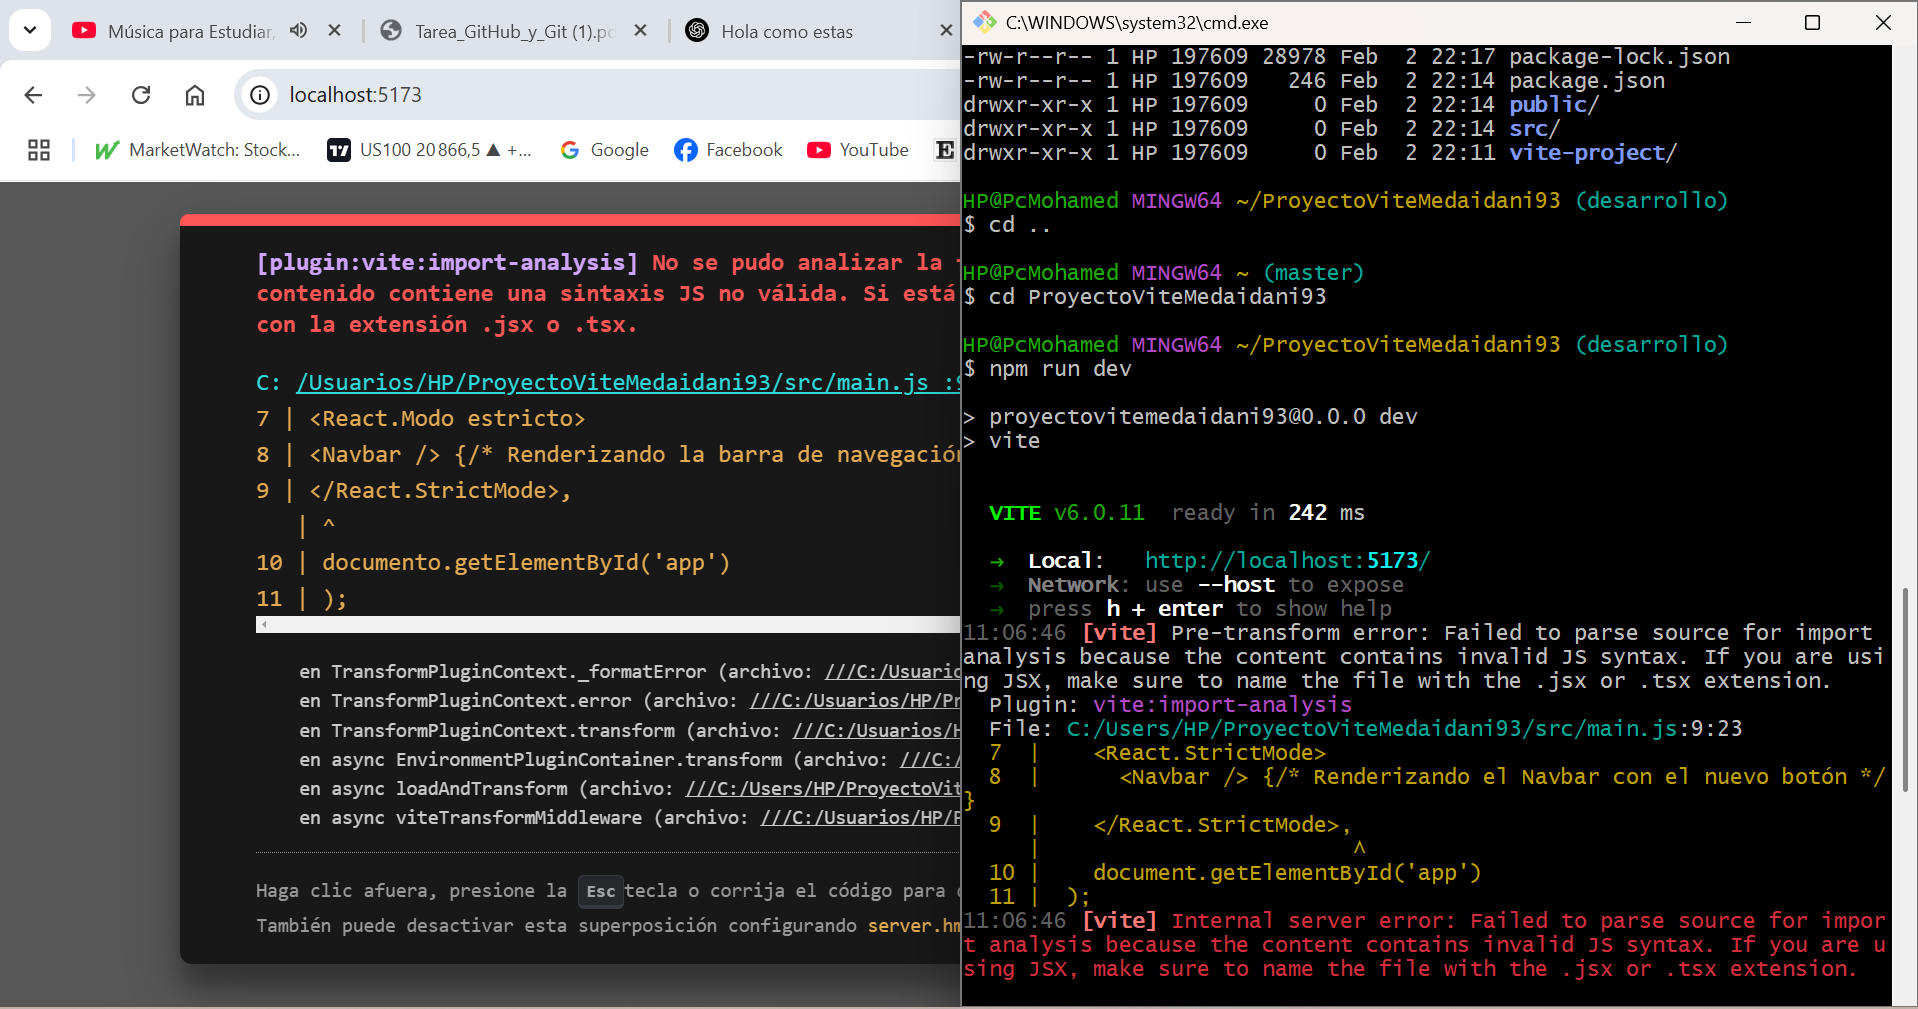 Música para Estudiar,
Tarea_GitHub_y_Git (1).pd
Hola como estas
localhost:5173
MarketWatch: Stock...
US100 20 866,5 ▲ +...
Google
Facebook
YouTube
[plugin:vite:import-analysis] No se pudo analizar la
contenido contiene una sintaxis JS no válida. Si está
con la extensión .jsx o .tsx.
C: /Usuarios/HP/ProyectoViteMedaidani93/src/main.js :9
7 | <React.Modo estricto>
8 | <Navbar /> {/* Renderizando la barra de navegación
9 | </React.StrictMode>,
| ^
10 | documento.getElementById('app')
11 | );
en TransformPluginContext._formatError (archivo: ///C:/Usuario
en TransformPluginContext.error (archivo: ///C:/Usuarios/HP/Pr
en TransformPluginContext.transform (archivo: ///C:/Usuarios/H
en async EnvironmentPluginContainer.transform (archivo: ///C:/
en async loadAndTransform (archivo: ///C:/Users/HP/ProyectoVit
en async viteTransformMiddleware (archivo: ///C:/Usuarios/HP/P
Haga clic afuera, presione la Esc tecla o corrija el código para
También puede desactivar esta superposición configurando server.hm
C:\WINDOWS\system32\cmd.exe
-rw-r--r-- 1 HP 197609 28978 Feb  2 22:17 package-lock.json
-rw-r--r-- 1 HP 197609   246 Feb  2 22:14 package.json
drwxr-xr-x 1 HP 197609     0 Feb  2 22:14 public/
drwxr-xr-x 1 HP 197609     0 Feb  2 22:14 src/
drwxr-xr-x 1 HP 197609     0 Feb  2 22:11 vite-project/
HP@PcMohamed MINGW64 ~/ProyectoViteMedaidani93 (desarrollo)
$ cd ..
HP@PcMohamed MINGW64 ~ (master)
$ cd ProyectoViteMedaidani93
HP@PcMohamed MINGW64 ~/ProyectoViteMedaidani93 (desarrollo)
$ npm run dev
> proyectovitemedaidani93@0.0.0 dev
> vite
VITE v6.0.11  ready in 242 ms
➜  Local:   http://localhost:5173/
➜  Network: use --host to expose
➜  press h + enter to show help
11:06:46 [vite] Pre-transform error: Failed to parse source for import
analysis because the content contains invalid JS syntax. If you are usi
ng JSX, make sure to name the file with the .jsx or .tsx extension.
Plugin: vite:import-analysis
File: C:/Users/HP/ProyectoViteMedaidani93/src/main.js:9:23
7  |    <React.StrictMode>
8  |      <Navbar /> {/* Renderizando el Navbar con el nuevo botón */
}
9  |    </React.StrictMode>,
|                        ^
10 |    document.getElementById('app')
11 |  );
11:06:46 [vite] Internal server error: Failed to parse source for impor
t analysis because the content contains invalid JS syntax. If you are u
sing JSX, make sure to name the file with the .jsx or .tsx extension.